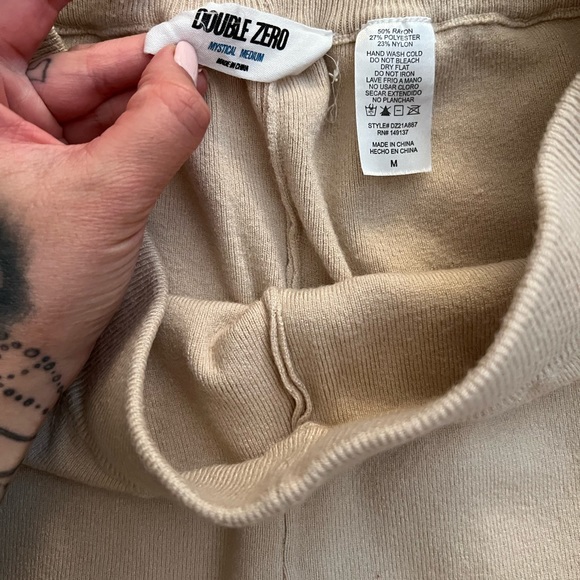 DOUBLE ZERO
MYSTICAL MEDIUM
MADE IN CHINA
50% RAYON
27% POLYESTER
23% NYLON
HAND WASH COLD
DO NOT BLEACH
DRY FLAT
DO NOT IRON
LAVE FRIO A MANO
NO USAR CLORO
SECAR EXTENDIDO
NO PLANCHAR
STYLE# DZ21A887
RN# 149137
MADE IN CHINA
HECHO EN CHINA
M